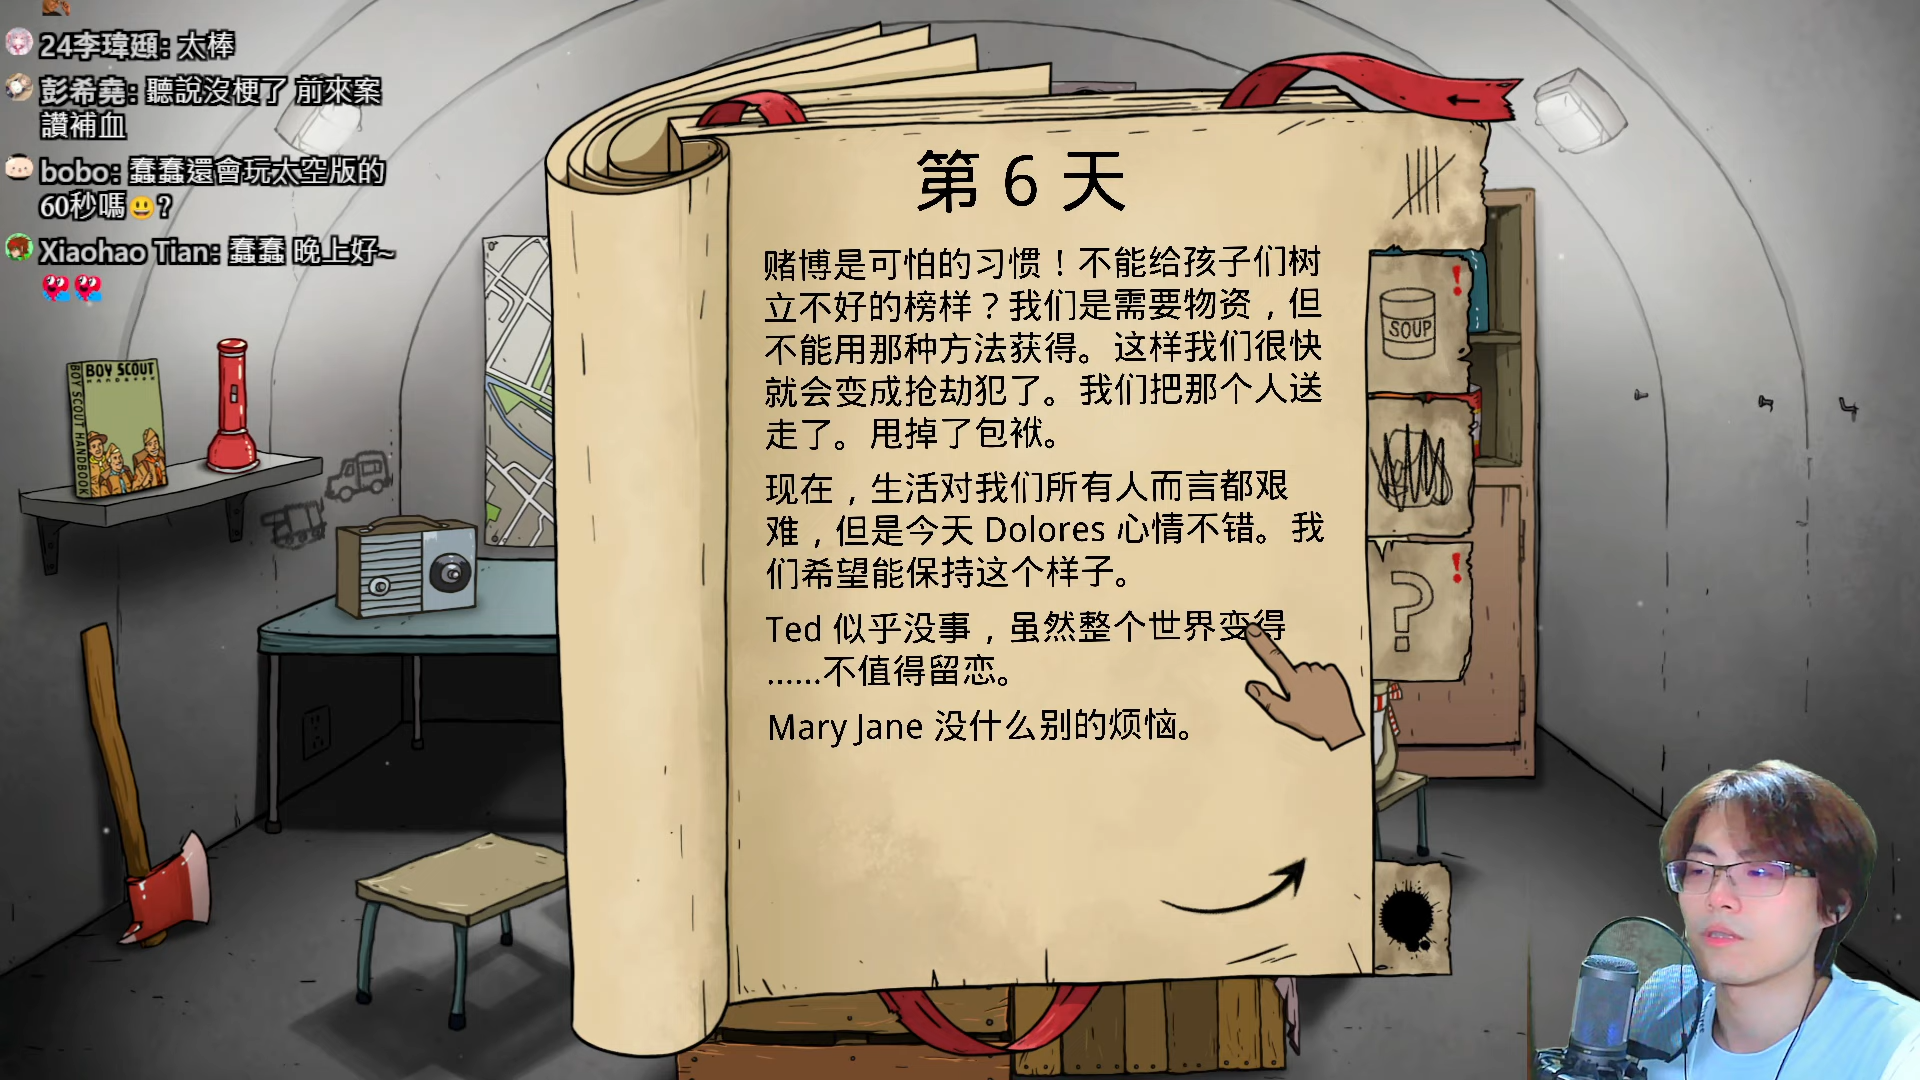 24李瑋頲: 太棒
彭希堯: 聽說沒梗了 前來案
讚補血
bobo: 蠢蠢還會玩太空版的
60秒嗎😃?
Xiaohao Tian: 蠢蠢 晚上好~
BOY SCOUT
HANDBOOK
BOY SCOUT HANDBOOK
第 6 天
赌博是可怕的习惯！不能给孩子们树
立不好的榜样？我们是需要物资，但
不能用那种方法获得。这样我们很快
就会变成抢劫犯了。我们把那个人送
走了。甩掉了包袱。
现在，生活对我们所有人而言都艰
难，但是今天 Dolores 心情不错。我
们希望能保持这个样子。
Ted 似乎没事，虽然整个世界变得
......不值得留恋。
Mary Jane 没什么别的烦恼。
!
SOUP
!
?